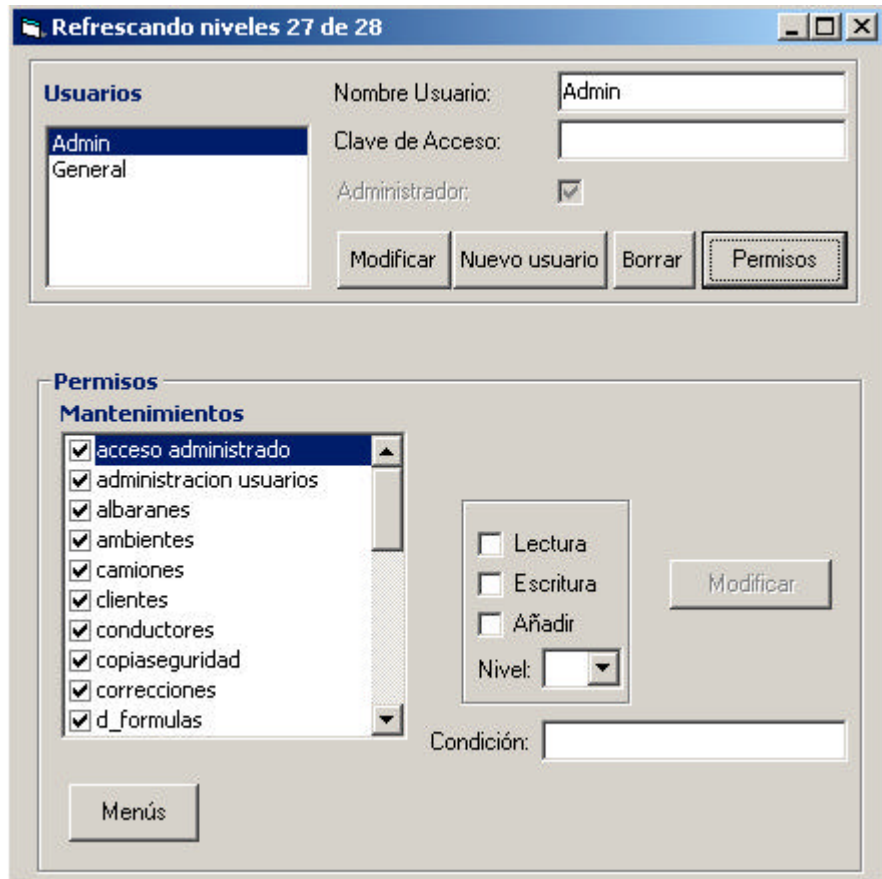 Refrescando niveles 27 de 28
Usuarios
Admin
General
Nombre Usuario: Admin
Clave de Acceso:
Administrador:
Modificar Nuevo usuario Borrar Permisos
Permisos
Mantenimientos
acceso administrado
administracion usuarios
albaranes
ambientes
camiones
clientes
conductores
copiaseguridad
correcciones
d_formulas
Lectura
Escritura
Añadir
Nivel:
Modificar
Condición:
Menús